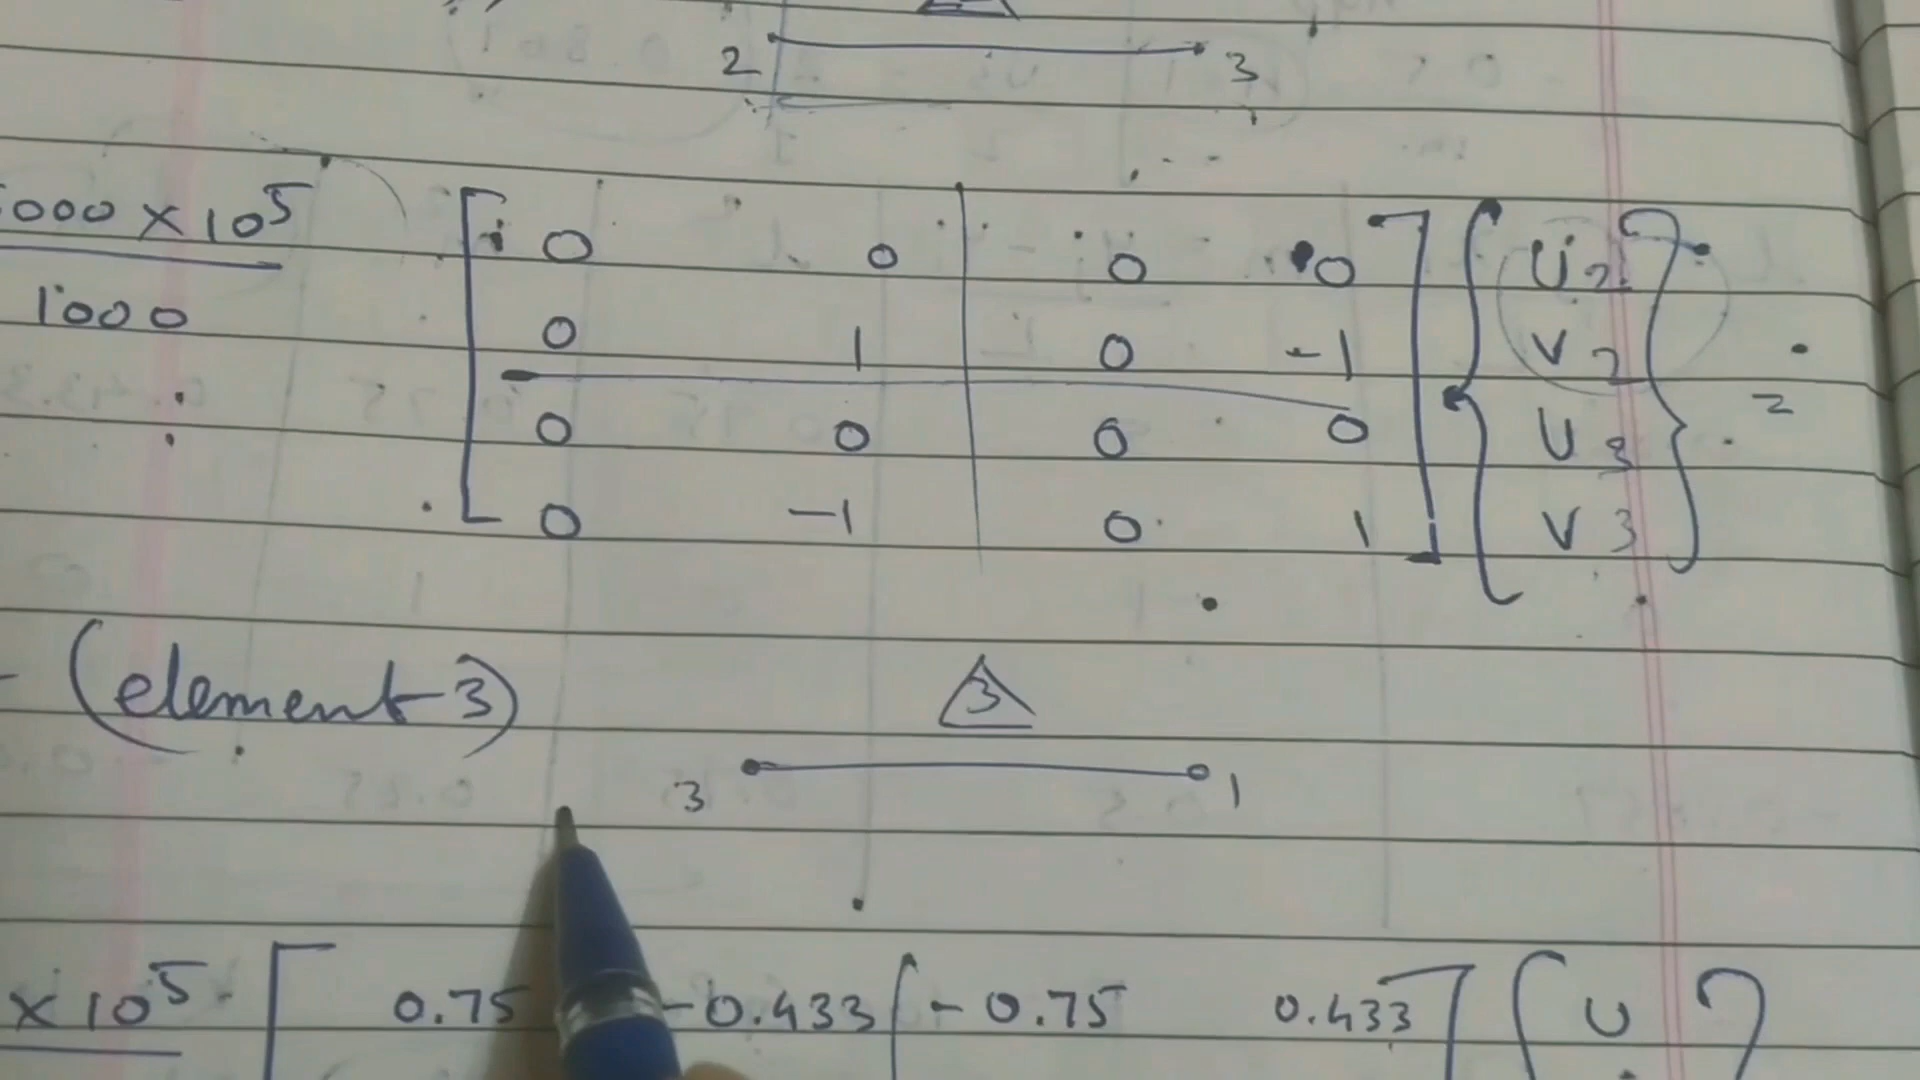 2 3
000 × 10^5
1000
[ 0 0 | 0 0 ] { U2 }
0 1 | 0 -1 V2 =
0 0 | 0 0 U3
0 -1 | 0 1 V3
- (element-3) 3
3 1
× 10^5 [ 0.75 -0.433 | -0.75 0.433 ] { U }